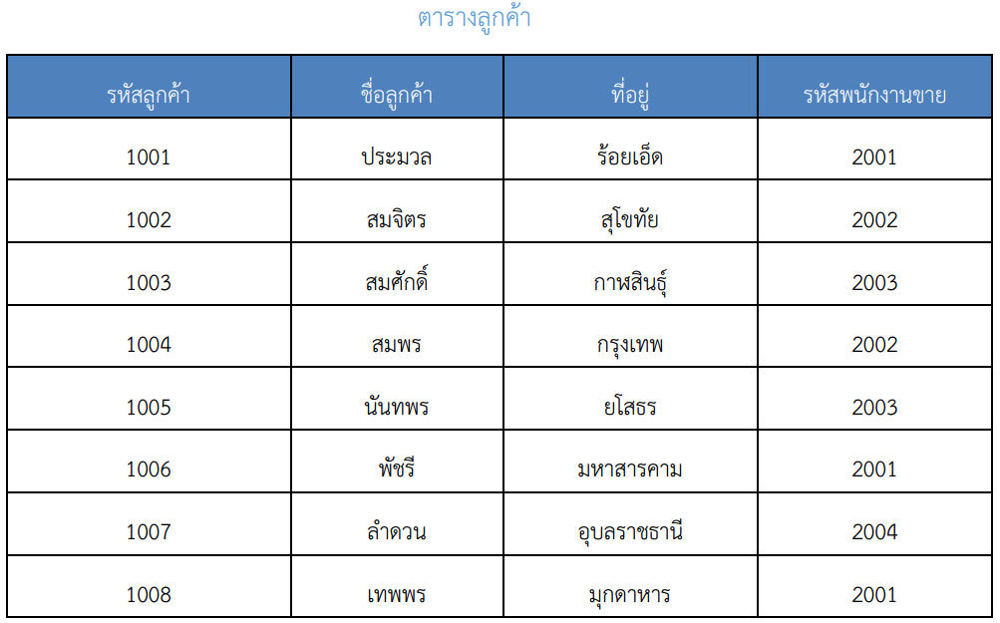 ตารางลูกค้า
รหัสลูกค้า ชื่อลูกค้า ที่อยู่ รหัสพนักงานขาย
1001 ประมวล ร้อยเอ็ด 2001
1002 สมจิตร สุโขทัย 2002
1003 สมศักดิ์ กาฬสินธุ์ 2003
1004 สมพร กรุงเทพ 2002
1005 นันทพร ยโสธร 2003
1006 พัชรี มหาสารคาม 2001
1007 ลำดวน อุบลราชธานี 2004
1008 เทพพร มุกดาหาร 2001